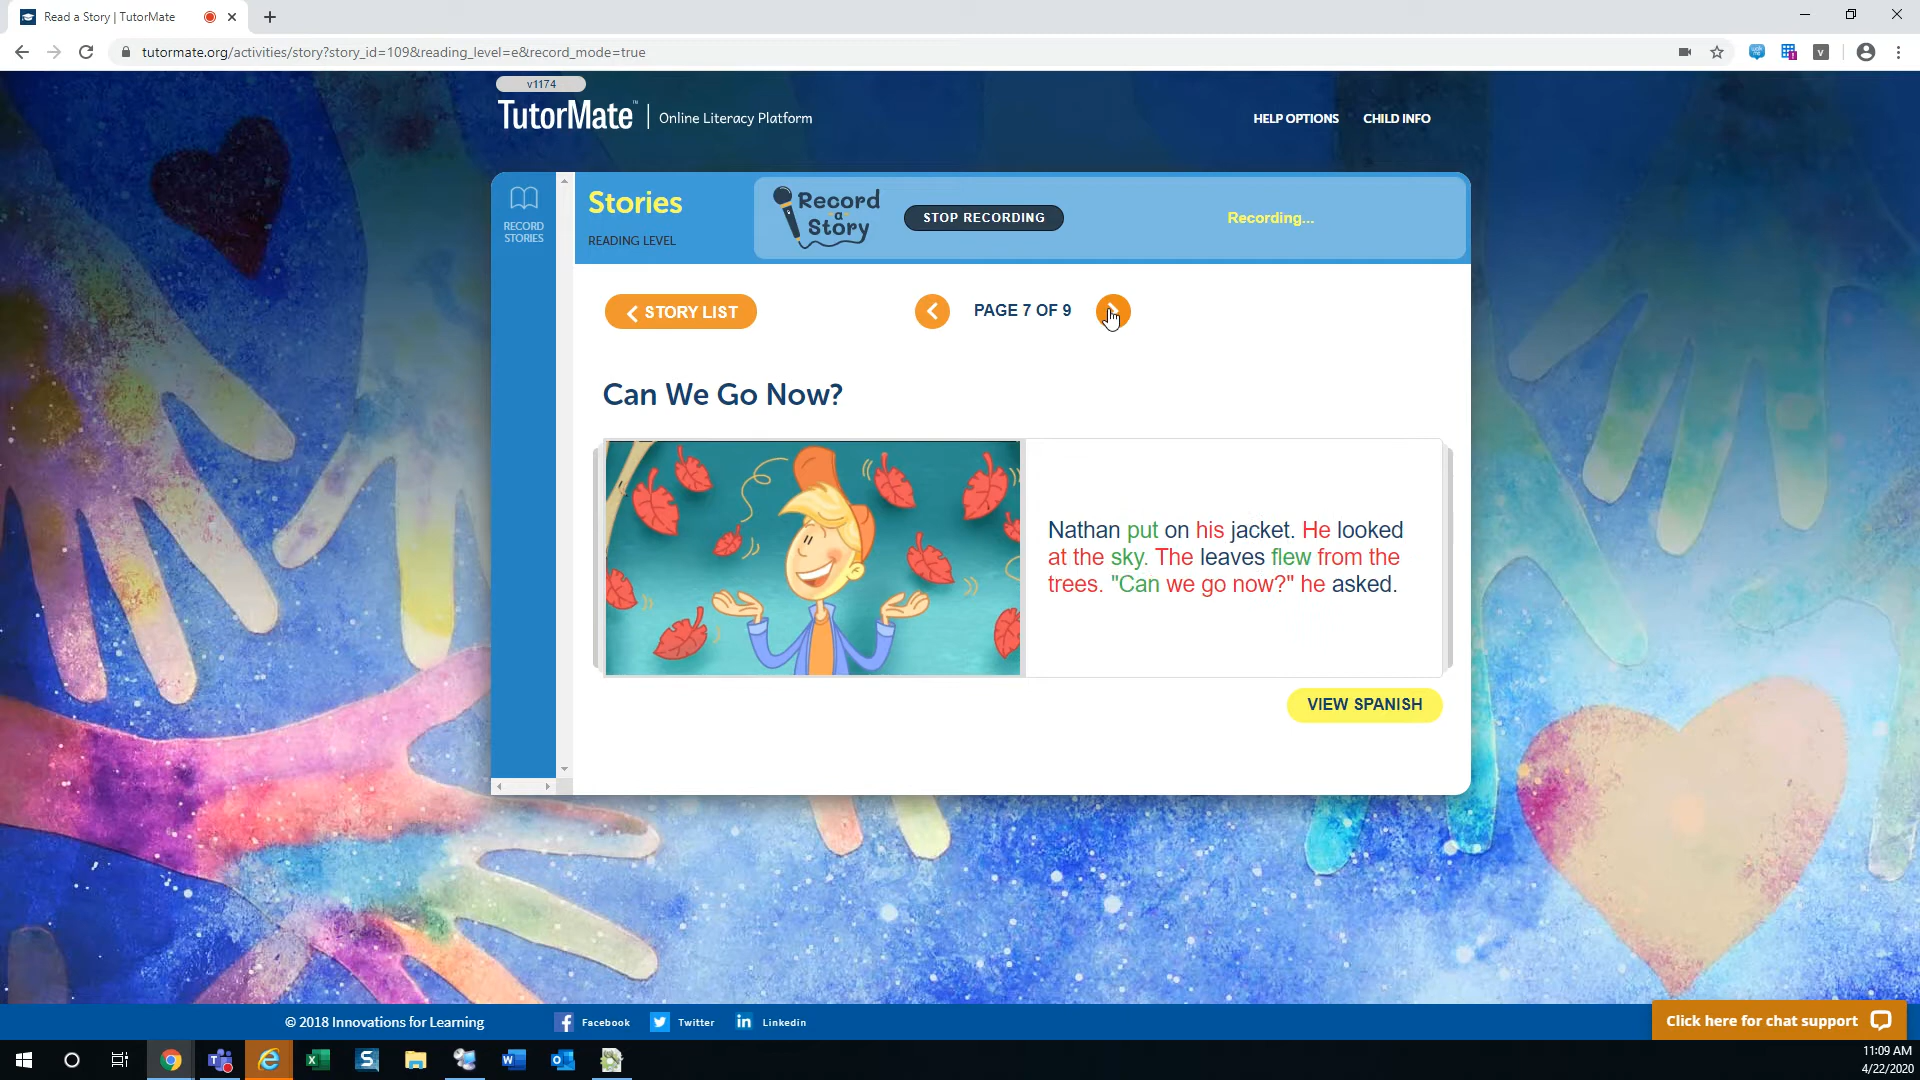 Read a Story | TutorMate
tutormate.org/activities/story?story_id=109&reading_level=e&record_mode=true
v1174
TutorMate™ | Online Literacy Platform
HELP OPTIONS
CHILD INFO
RECORD
STORIES
Stories
READING LEVEL
Record
a
Story
STOP RECORDING
Recording...
STORY LIST
PAGE 7 OF 9
Can We Go Now?
Nathan put on his jacket. He looked
at the sky. The leaves flew from the
trees. "Can we go now?" he asked.
VIEW SPANISH
© 2018 Innovations for Learning
Facebook
Twitter
Linkedin
Click here for chat support
11:09 AM
4/22/2020